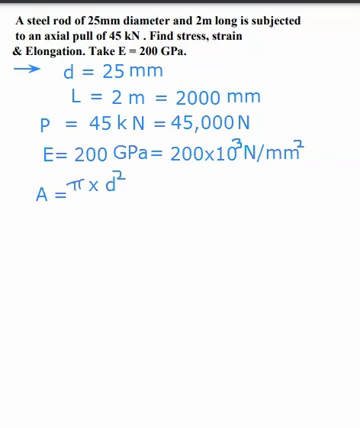 A steel rod of 25mm diameter and 2m long is subjected
to an axial pull of 45 kN . Find stress, strain
& Elongation. Take E = 200 GPa.
→ d = 25 mm
L = 2 m = 2000 mm
P = 45 k N = 45,000 N
E= 200 GPa= 200x10³ N/mm²
A = π x d²